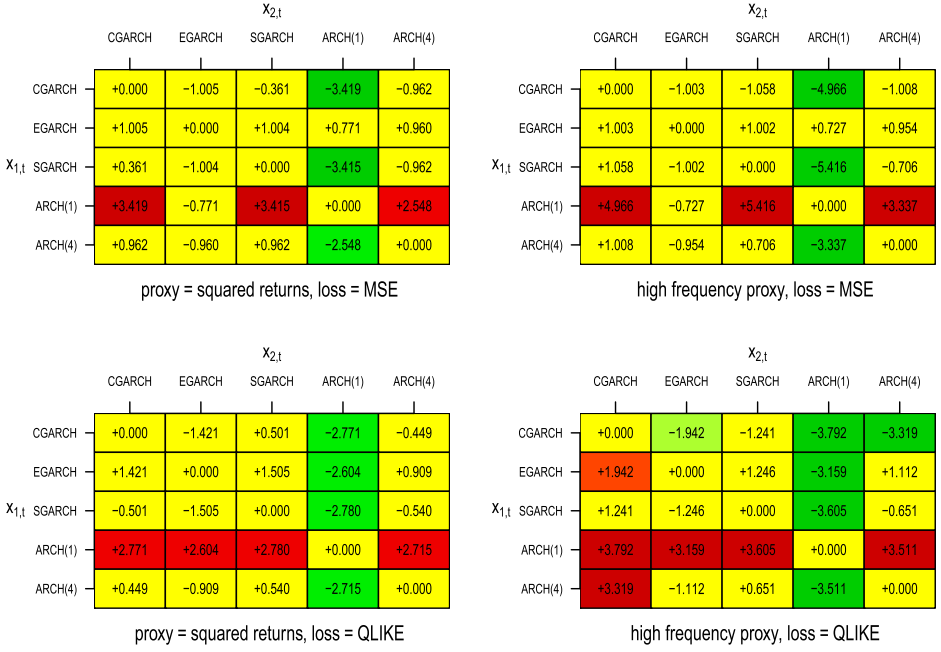 x2,t
CGARCH EGARCH SGARCH ARCH(1) ARCH(4)
CGARCH +0.000 −1.005 −0.361 −3.419 −0.962
EGARCH +1.005 +0.000 +1.004 +0.771 +0.960
x1,t SGARCH +0.361 −1.004 +0.000 −3.415 −0.962
ARCH(1) +3.419 −0.771 +3.415 +0.000 +2.548
ARCH(4) +0.962 −0.960 +0.962 −2.548 +0.000
proxy = squared returns, loss = MSE
x2,t
CGARCH EGARCH SGARCH ARCH(1) ARCH(4)
CGARCH +0.000 −1.003 −1.058 −4.966 −1.008
EGARCH +1.003 +0.000 +1.002 +0.727 +0.954
x1,t SGARCH +1.058 −1.002 +0.000 −5.416 −0.706
ARCH(1) +4.966 −0.727 +5.416 +0.000 +3.337
ARCH(4) +1.008 −0.954 +0.706 −3.337 +0.000
high frequency proxy, loss = MSE
x2,t
CGARCH EGARCH SGARCH ARCH(1) ARCH(4)
CGARCH +0.000 −1.421 +0.501 −2.771 −0.449
EGARCH +1.421 +0.000 +1.505 −2.604 +0.909
x1,t SGARCH −0.501 −1.505 +0.000 −2.780 −0.540
ARCH(1) +2.771 +2.604 +2.780 +0.000 +2.715
ARCH(4) +0.449 −0.909 +0.540 −2.715 +0.000
proxy = squared returns, loss = QLIKE
x2,t
CGARCH EGARCH SGARCH ARCH(1) ARCH(4)
CGARCH +0.000 −1.942 −1.241 −3.792 −3.319
EGARCH +1.942 +0.000 +1.246 −3.159 +1.112
x1,t SGARCH +1.241 −1.246 +0.000 −3.605 −0.651
ARCH(1) +3.792 +3.159 +3.605 +0.000 +3.511
ARCH(4) +3.319 −1.112 +0.651 −3.511 +0.000
high frequency proxy, loss = QLIKE